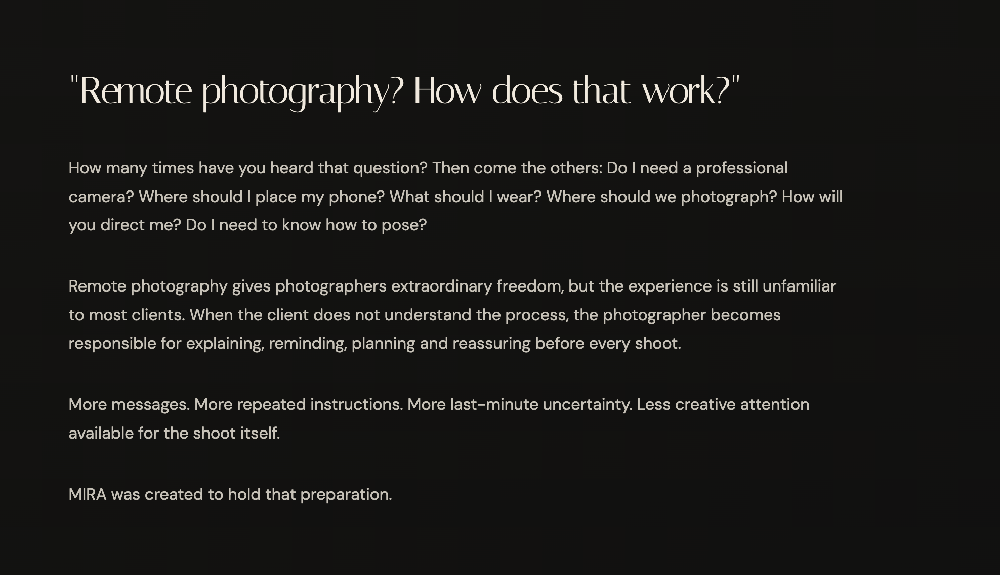 "Remote photography? How does that work?"
How many times have you heard that question? Then come the others: Do I need a professional
camera? Where should I place my phone? What should I wear? Where should we photograph? How will
you direct me? Do I need to know how to pose?
Remote photography gives photographers extraordinary freedom, but the experience is still unfamiliar
to most clients. When the client does not understand the process, the photographer becomes
responsible for explaining, reminding, planning and reassuring before every shoot.
More messages. More repeated instructions. More last-minute uncertainty. Less creative attention
available for the shoot itself.
MIRA was created to hold that preparation.